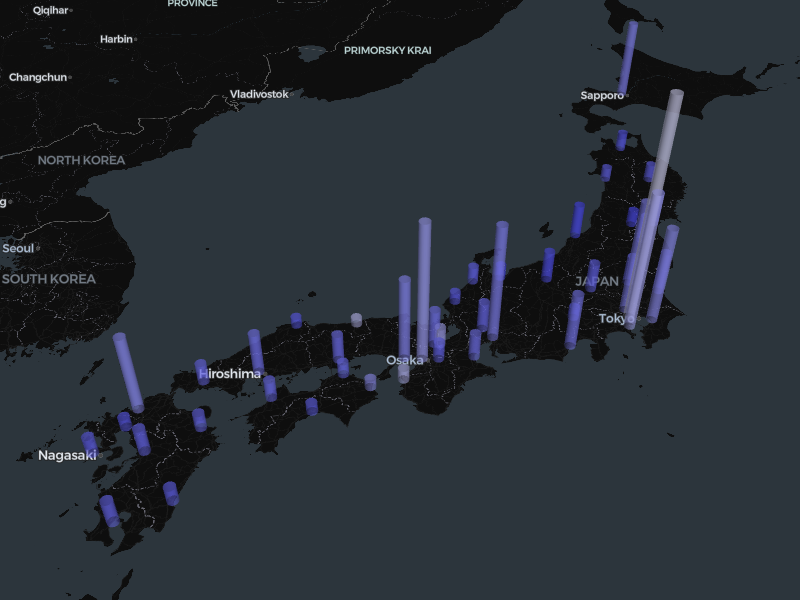 PROVINCE
Qiqihar
Harbin
PRIMORSKY KRAI
Changchun
Vladivostok
Sapporo
NORTH KOREA
g
Seoul
SOUTH KOREA
JAPAN
Tokyo
Osaka
Hiroshima
Nagasaki